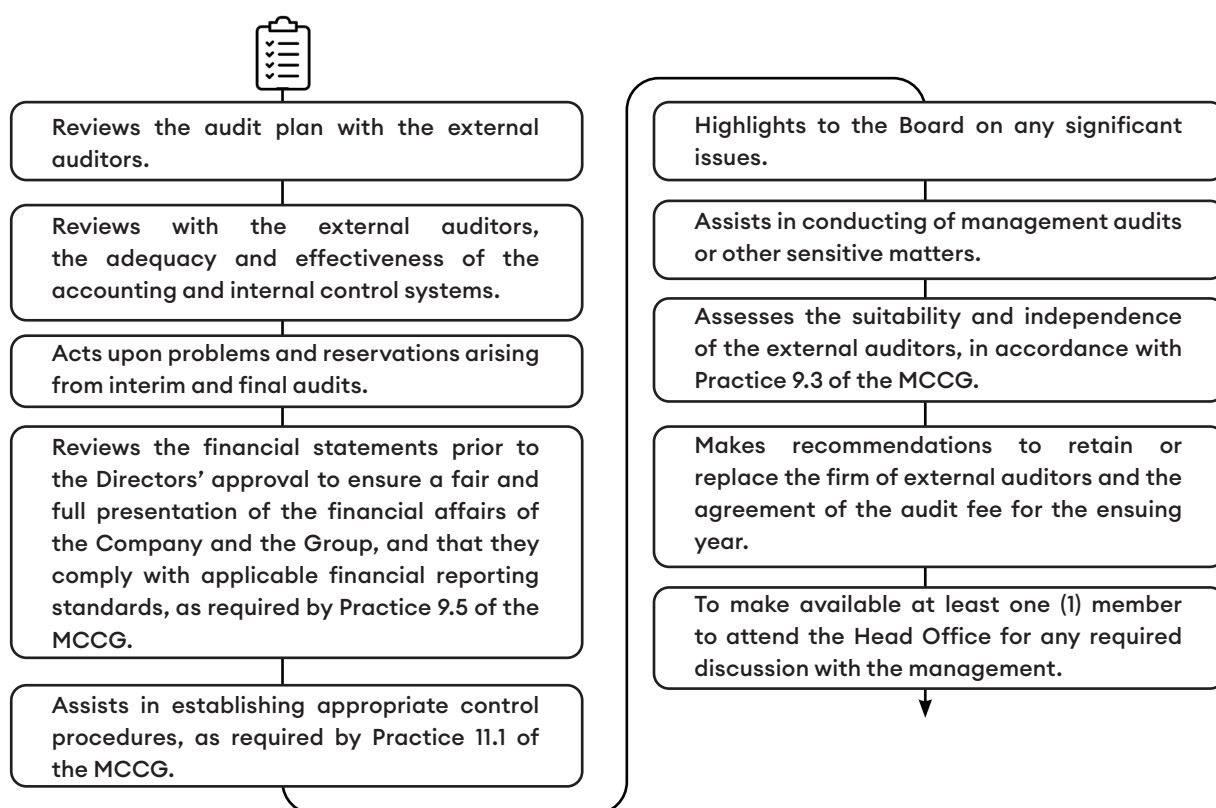 Reviews the audit plan with the external
auditors.
Reviews with the external auditors,
the adequacy and effectiveness of the
accounting and internal control systems.
Acts upon problems and reservations arising
from interim and final audits.
Reviews the financial statements prior to
the Directors’ approval to ensure a fair and
full presentation of the financial affairs of
the Company and the Group, and that they
comply with applicable financial reporting
standards, as required by Practice 9.5 of the
MCCG.
Assists in establishing appropriate control
procedures, as required by Practice 11.1 of
the MCCG.
Highlights to the Board on any significant
issues.
Assists in conducting of management audits
or other sensitive matters.
Assesses the suitability and independence
of the external auditors, in accordance with
Practice 9.3 of the MCCG.
Makes recommendations to retain or
replace the firm of external auditors and the
agreement of the audit fee for the ensuing
year.
To make available at least one (1) member
to attend the Head Office for any required
discussion with the management.